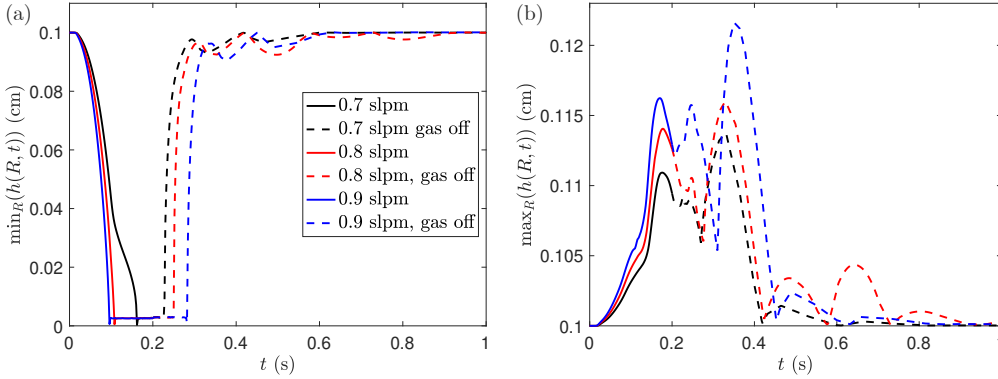 (a)
min_R(h(R, t)) (cm)
0.1
0.08
0.06
0.04
0.02
0
0 0.2 0.4 0.6 0.8 1
t (s)
0.7 slpm
0.7 slpm gas off
0.8 slpm
0.8 slpm, gas off
0.9 slpm
0.9 slpm, gas off
(b)
max_R(h(R, t)) (cm)
0.12
0.115
0.11
0.105
0.1
0 0.2 0.4 0.6 0.8 1
t (s)